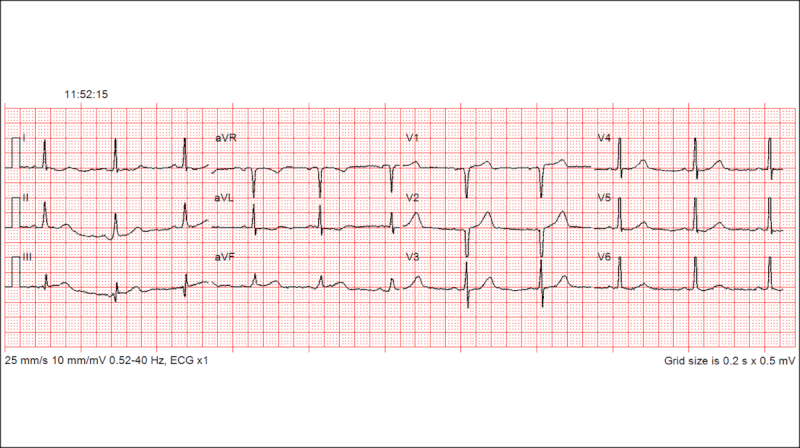 11:52:15
I aVR V1 V4
II aVL V2 V5
III aVF V3 V6
25 mm/s 10 mm/mV 0.52-40 Hz, ECG x1 Grid size is 0.2 s x 0.5 mV